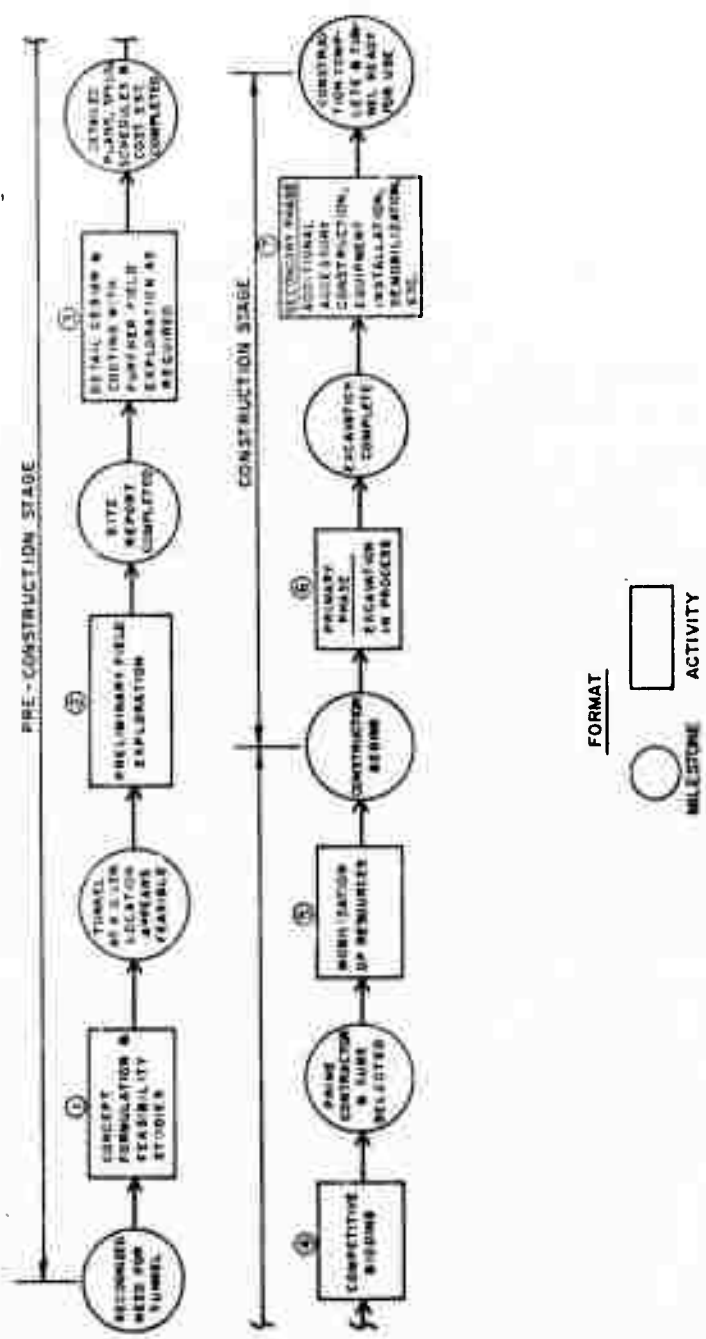 PRE-CONSTRUCTION STAGE
RECOGNIZED
NEED FOR
TUNNEL
①
CONCEPT
FORMULATION &
FEASIBILITY
STUDIES
TUNNEL
AT A GIVEN
LOCATION
APPEARS
FEASIBLE
②
PRELIMINARY FIELD
EXPLORATION
SITE
REPORT
COMPLETED
③
DETAIL DESIGN &
COSTING WITH
FURTHER FIELD
EXPLORATION AS
REQUIRED
DETAILED
PLANS, SPECS,
SCHEDULES &
COST EST.
COMPLETED
CONSTRUCTION STAGE
④
COMPETITIVE
BIDDING
PRIME
CONTRACTOR
& SUBS
SELECTED
⑤
MOBILIZATION
OF RESOURCES
CONSTRUCTION
BEGINS
⑥
PRIMARY
PHASE
EXCAVATION
IN PROCESS
EXCAVATION
COMPLETE
⑦
SECONDARY PHASE
ADDITIONAL
ACCESSORY
CONSTRUCTION,
EQUIPMENT
INSTALLATION,
DEMOBILIZATION,
ETC.
CONSTRUC-
TION COMP-
LETE & TUN-
NEL READY
FOR USE
FORMAT
MILESTONE
ACTIVITY